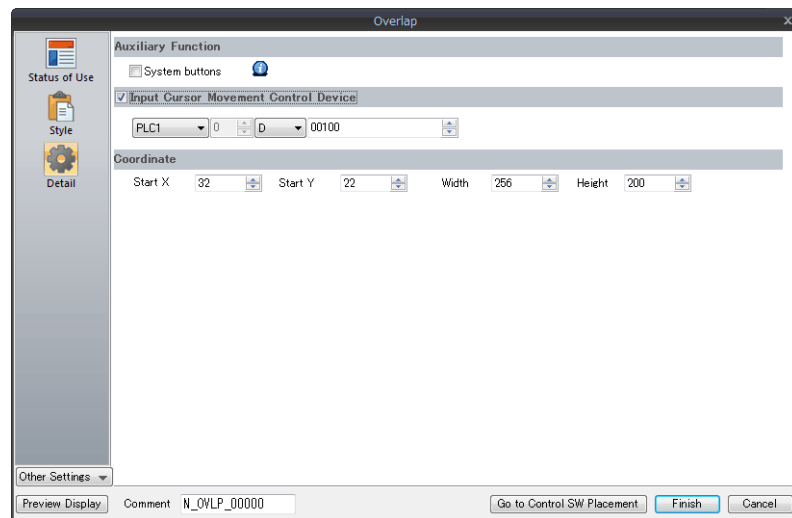 Overlap
Status of Use
Style
Detail
Auxiliary Function
System buttons
Input Cursor Movement Control Device
PLC1 0 D 00100
Coordinate
Start X 32 Start Y 22 Width 256 Height 200
Other Settings
Preview Display Comment N_OVLP_00000 Go to Control SW Placement Finish Cancel